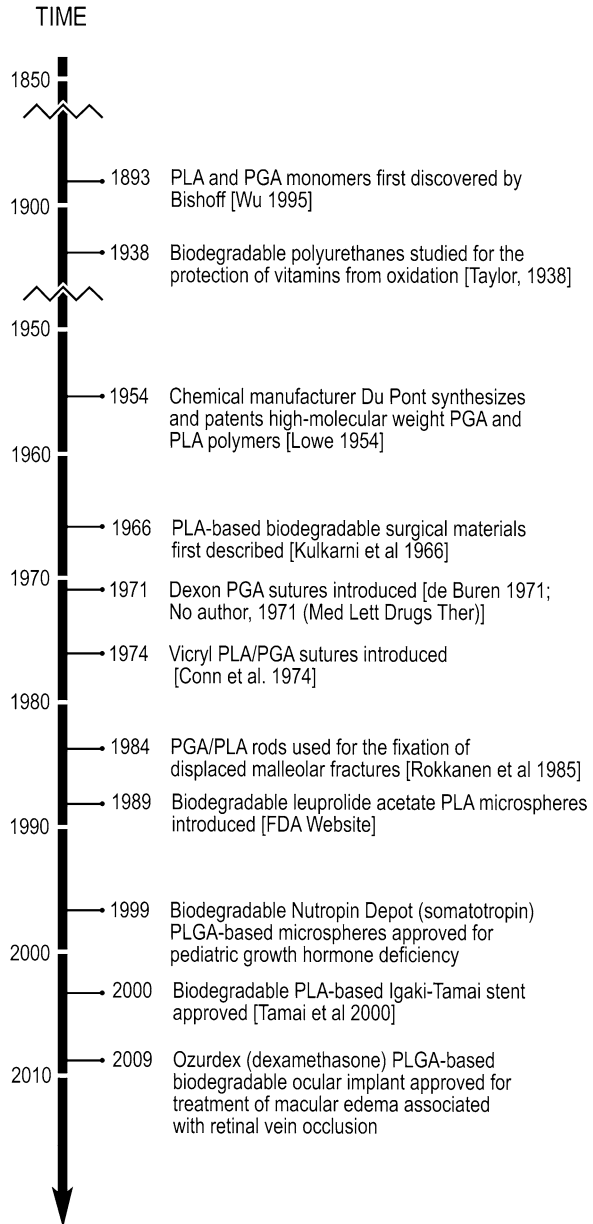 TIME
1850
1893 PLA and PGA monomers first discovered by
Bishoff [Wu 1995]
1900
1938 Biodegradable polyurethanes studied for the
protection of vitamins from oxidation [Taylor, 1938]
1950
1954 Chemical manufacturer Du Pont synthesizes
and patents high-molecular weight PGA and
PLA polymers [Lowe 1954]
1960
1966 PLA-based biodegradable surgical materials
first described [Kulkarni et al 1966]
1970
1971 Dexon PGA sutures introduced [de Buren 1971;
No author, 1971 (Med Lett Drugs Ther)]
1974 Vicryl PLA/PGA sutures introduced
[Conn et al. 1974]
1980
1984 PGA/PLA rods used for the fixation of
displaced malleolar fractures [Rokkanen et al 1985]
1989 Biodegradable leuprolide acetate PLA microspheres
introduced [FDA Website]
1990
1999 Biodegradable Nutropin Depot (somatotropin)
PLGA-based microspheres approved for
pediatric growth hormone deficiency
2000
2000 Biodegradable PLA-based Igaki-Tamai stent
approved [Tamai et al 2000]
2009 Ozurdex (dexamethasone) PLGA-based
2010
biodegradable ocular implant approved for
treatment of macular edema associated
with retinal vein occlusion